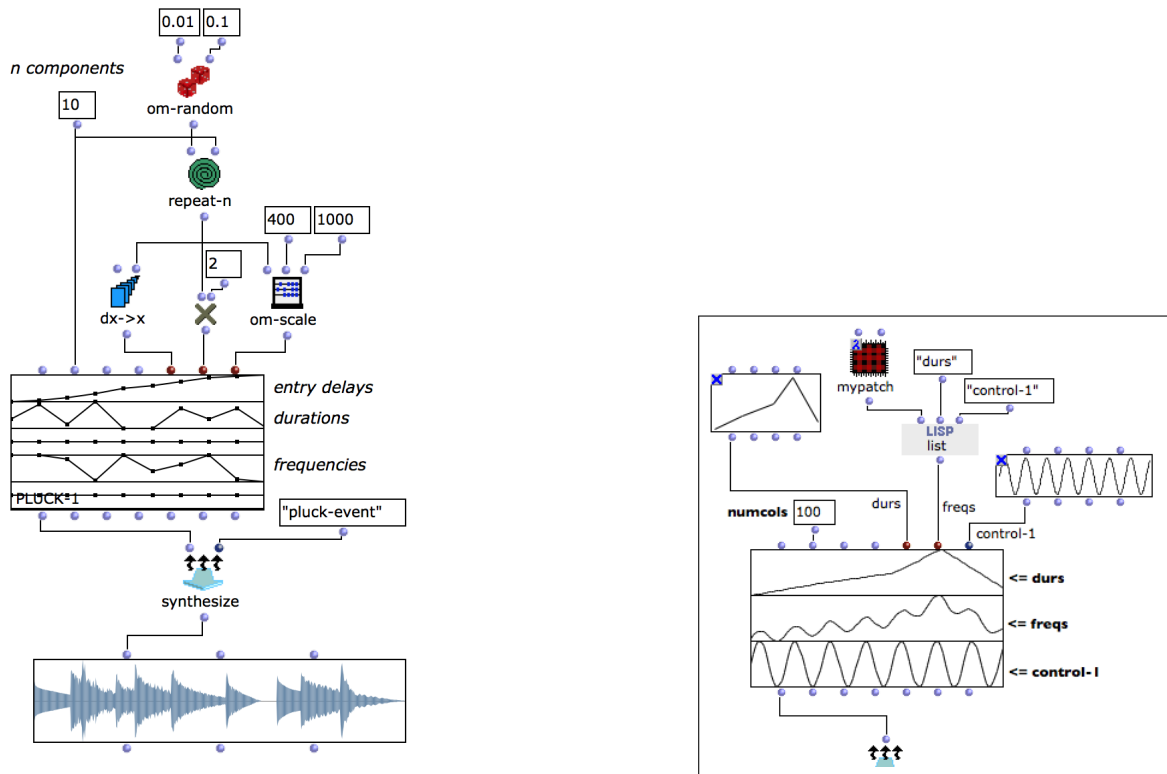 0.01
0.1
n components
10
om-random
repeat-n
400
1000
2
dx->x
om-scale
entry delays
durations
frequencies
PLUCK-1
"pluck-event"
synthesize
mypatch
"durs"
"control-1"
LISP
list
durs
freqs
numcols
100
control-1
<= durs
<= freqs
<= control-1